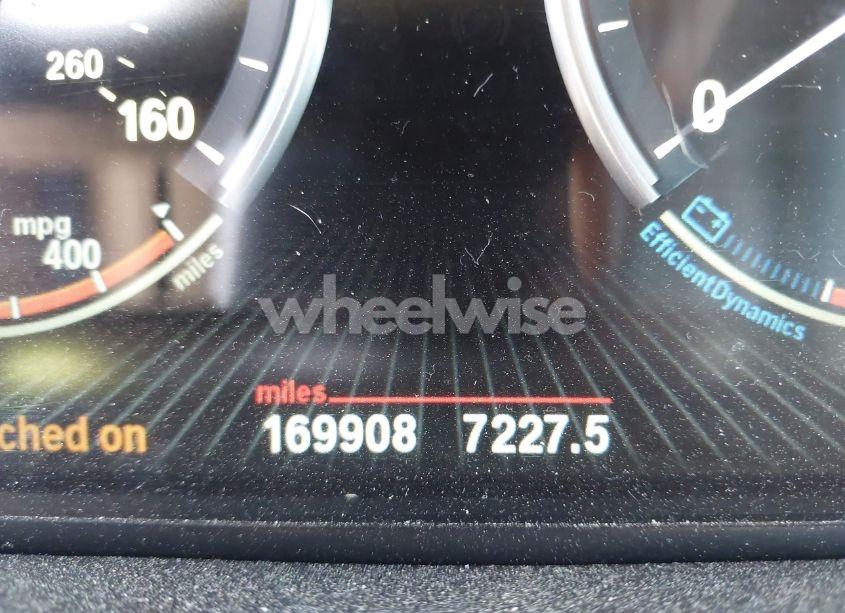 260
160
0
mpg
400
miles
EfficientDynamics
wheelwise
miles
ched on
169908 7227.5